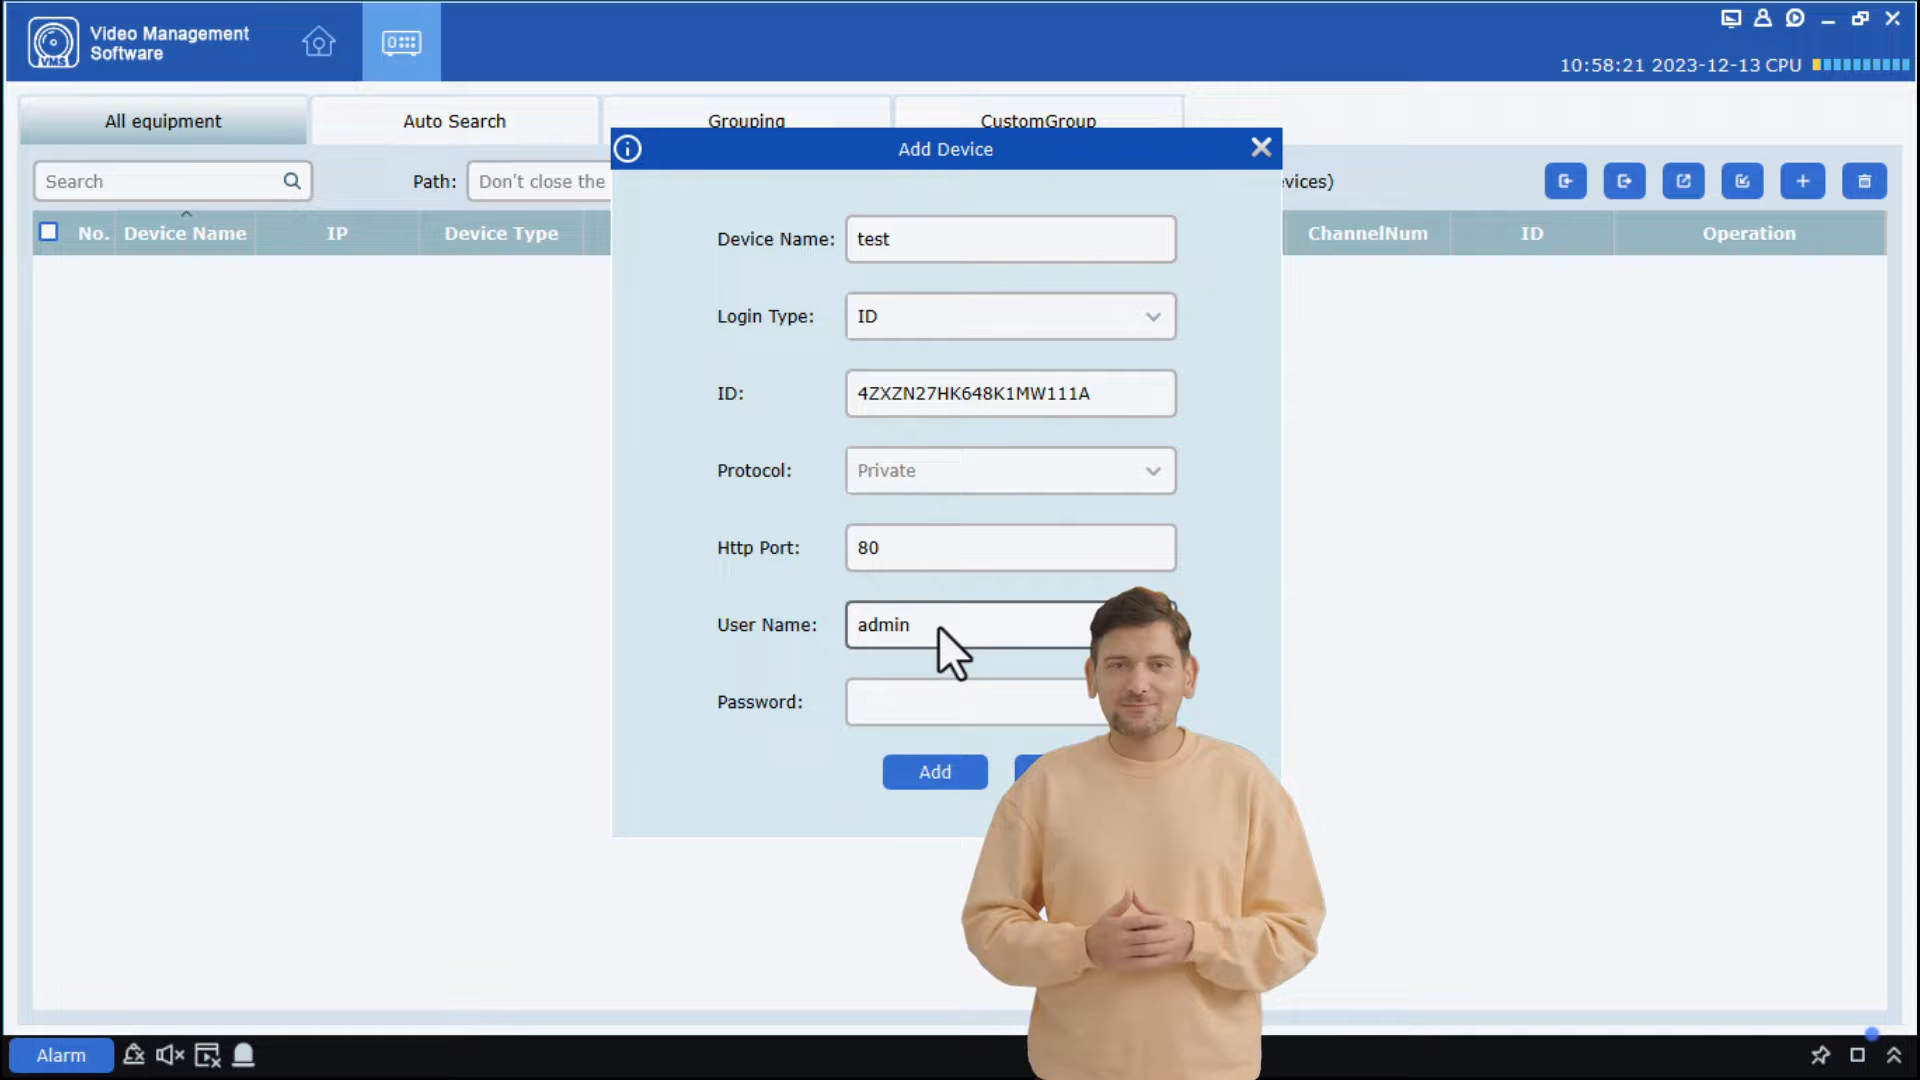 Video Management
Software
VMS
10:58:21 2023-12-13 CPU
All equipment
Auto Search
Grouping
CustomGroup
Add Device
Search
Path:
Don't close the
vices)
No.
Device Name
IP
Device Type
ChannelNum
ID
Operation
Device Name: test
Login Type: ID
ID: 4ZXZN27HK648K1MW111A
Protocol: Private
Http Port: 80
User Name: admin
Password:
Add
Alarm